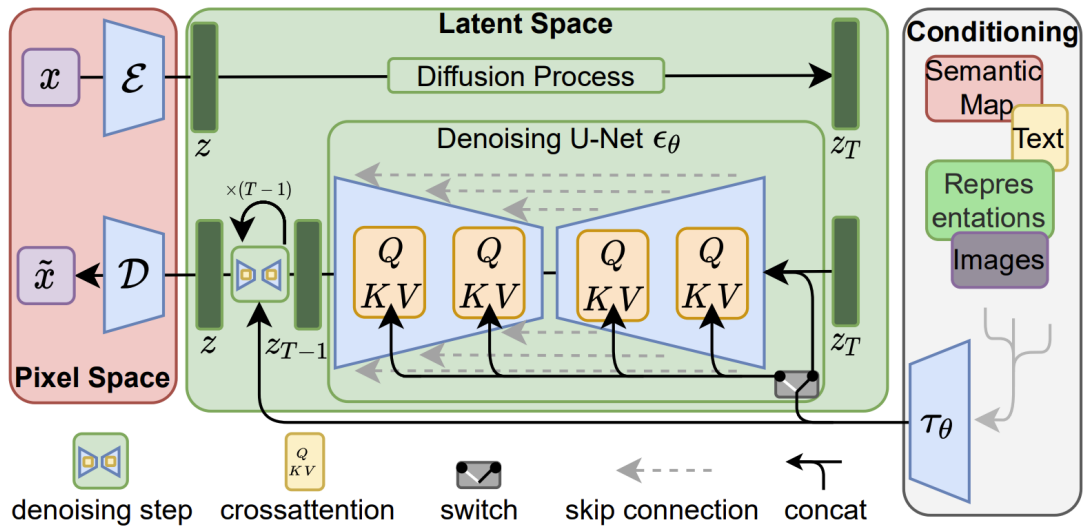 Latent Space
Conditioning
x
ℰ
z
Diffusion Process
z_T
Semantic
Map
Text
Repres
entations
Images
Denoising U-Net ϵ_θ
×(T−1)
x̃
𝒟
z
z_{T−1}
Q
K V
Q
K V
Q
K V
Q
K V
z_T
Pixel Space
τ_θ
Q
K V
denoising step
crossattention
switch
skip connection
concat